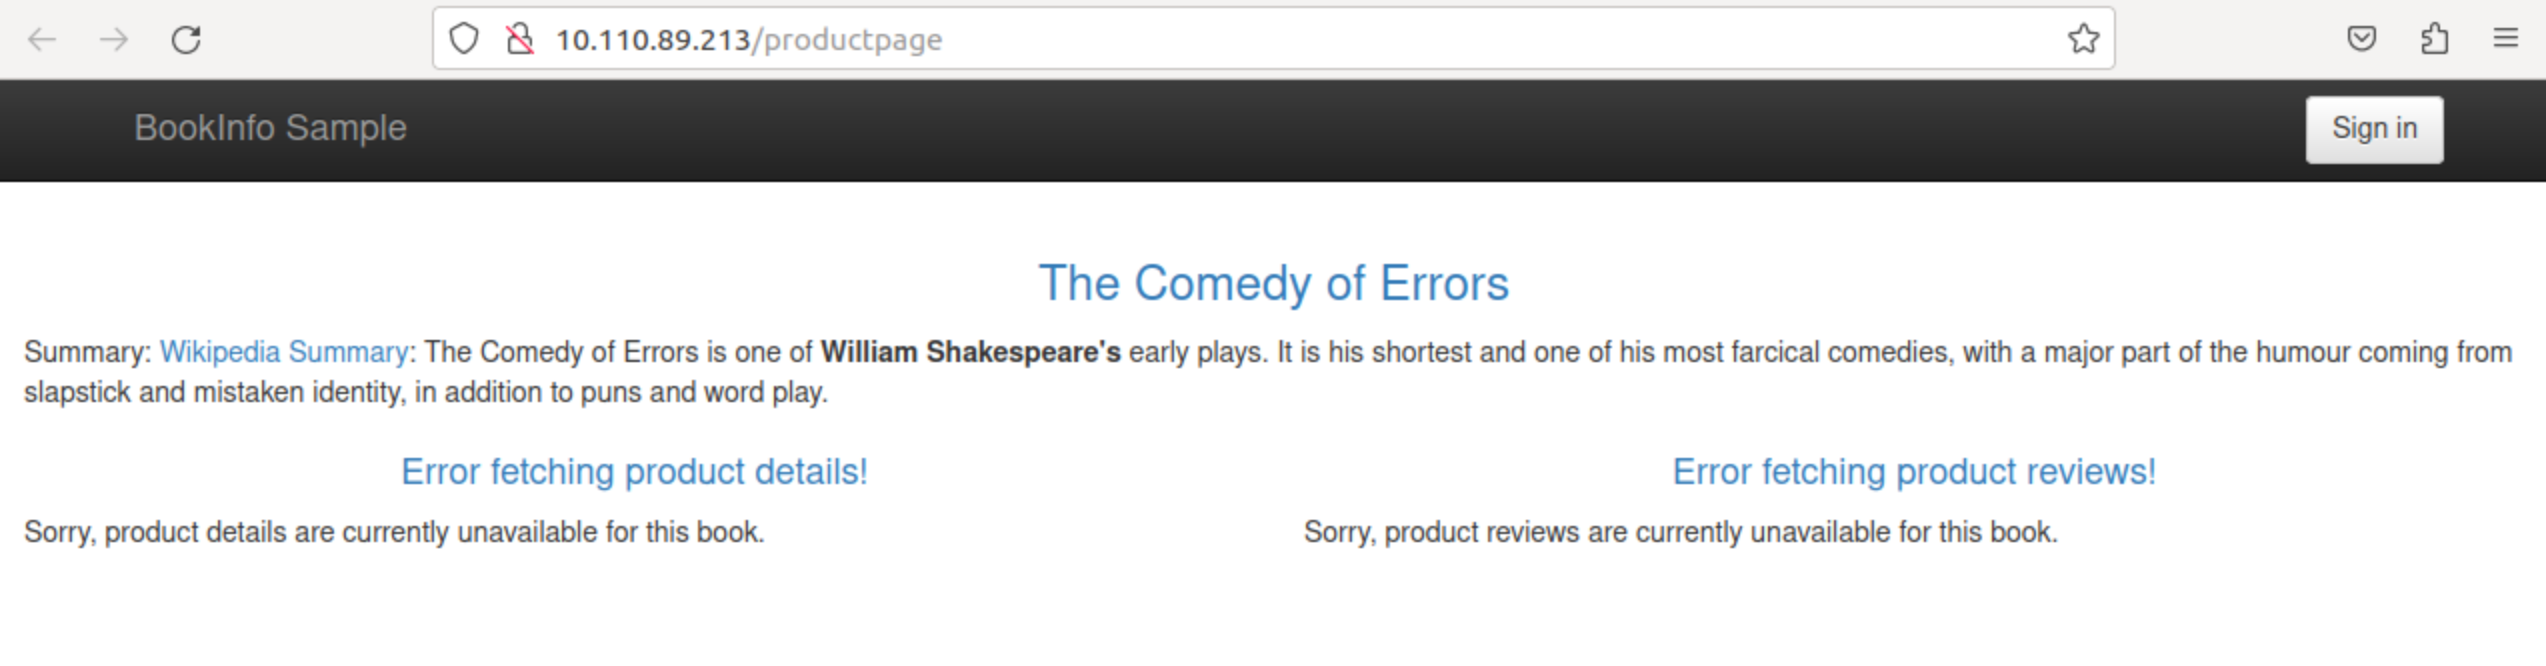 10.110.89.213/productpage
BookInfo Sample
Sign in
The Comedy of Errors
Summary: Wikipedia Summary: The Comedy of Errors is one of William Shakespeare's early plays. It is his shortest and one of his most farcical comedies, with a major part of the humour coming from
slapstick and mistaken identity, in addition to puns and word play.
Error fetching product details!
Sorry, product details are currently unavailable for this book.
Error fetching product reviews!
Sorry, product reviews are currently unavailable for this book.